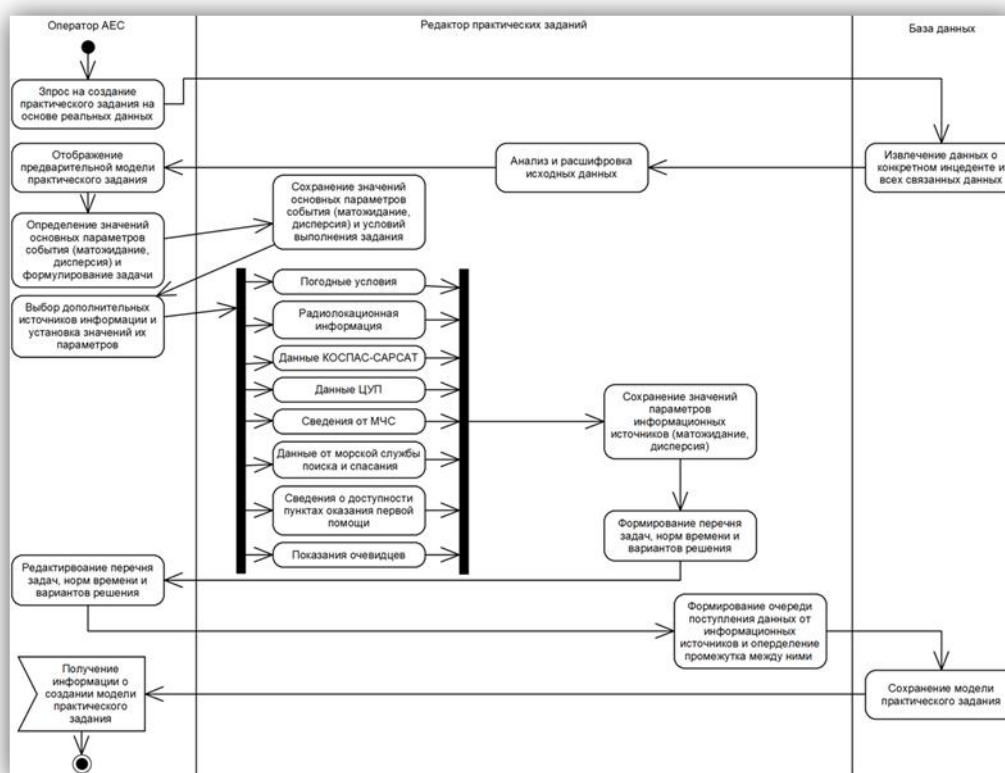 Оператор АЕС
Редактор практических заданий
База данных
Зпрос на создание
практического задания на
основе реальных данных
Извлечение данных о
конкретном инцеденте и
всех связанных данных
Анализ и расшифровка
исходных данных
Отображение
предварительной модели
практического задания
Определение значений
основных параметров
события (матожидание,
дисперсия) и
формулирование задачи
Сохранение значений
основных параметров
события (матожидание,
дисперсия) и условий
выполнения задания
Выбор дополнительных
источников информации и
установка значений их
параметров
Погодные условия
Радиолокационная
информация
Данные КОСПАС-САРСАТ
Данные ЦУП
Сведения от МЧС
Данные от морской службы
поиска и спасания
Сведения о доступности
пунктах оказания первой
помощи
Показания очевидцев
Сохранение значений
параметров
информационных
источников (матожидание,
дисперсия)
Формирование перечня
задач, норм времени и
вариантов решения
Редактирвоание перечня
задач, норм времени и
вариантов решения
Формирование очереди
поступления данных от
информационных
источников и оперделение
промежутка между ними
Сохранение модели
практического задания
Получение
информации о
создании модели
практического
задания